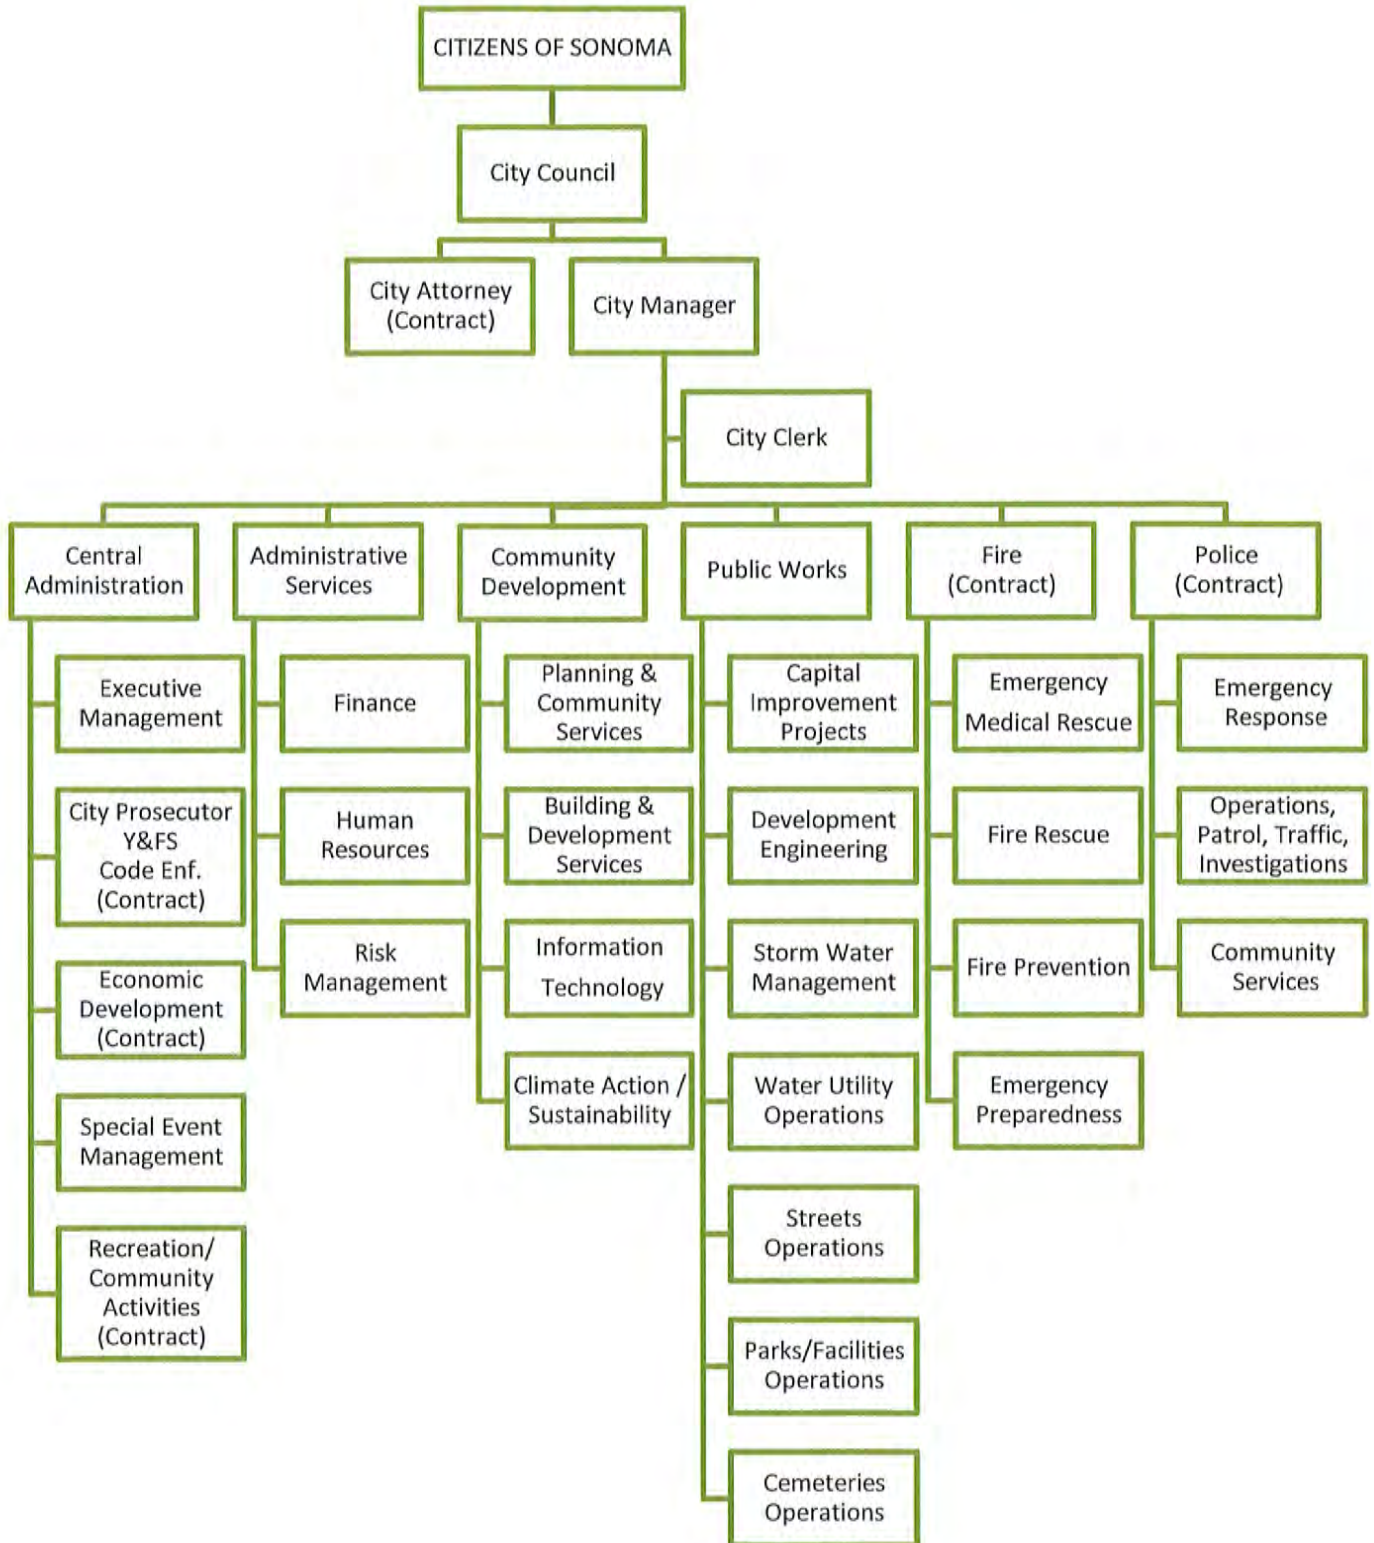 CITIZENS OF SONOMA
City Council
City Attorney
(Contract)
City Manager
City Clerk
Central
Administration
Administrative
Services
Community
Development
Public Works
Fire
(Contract)
Police
(Contract)
Executive
Management
City Prosecutor
Y&FS
Code Enf.
(Contract)
Economic
Development
(Contract)
Special Event
Management
Recreation/
Community
Activities
(Contract)
Finance
Human
Resources
Risk
Management
Planning &
Community
Services
Building &
Development
Services
Information
Technology
Climate Action /
Sustainability
Capital
Improvement
Projects
Development
Engineering
Storm Water
Management
Water Utility
Operations
Streets
Operations
Parks/Facilities
Operations
Cemeteries
Operations
Emergency
Medical Rescue
Fire Rescue
Fire Prevention
Emergency
Preparedness
Emergency
Response
Operations,
Patrol, Traffic,
Investigations
Community
Services